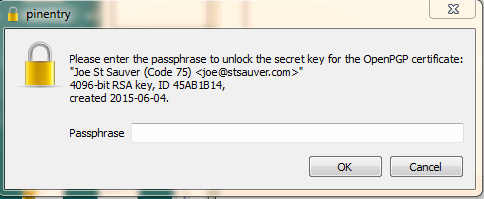 pinentry
Please enter the passphrase to unlock the secret key for the OpenPGP certificate:
"Joe St Sauver (Code 75) <joe@stsauver.com>"
4096-bit RSA key, ID 45AB1B14,
created 2015-06-04.
Passphrase
OK Cancel